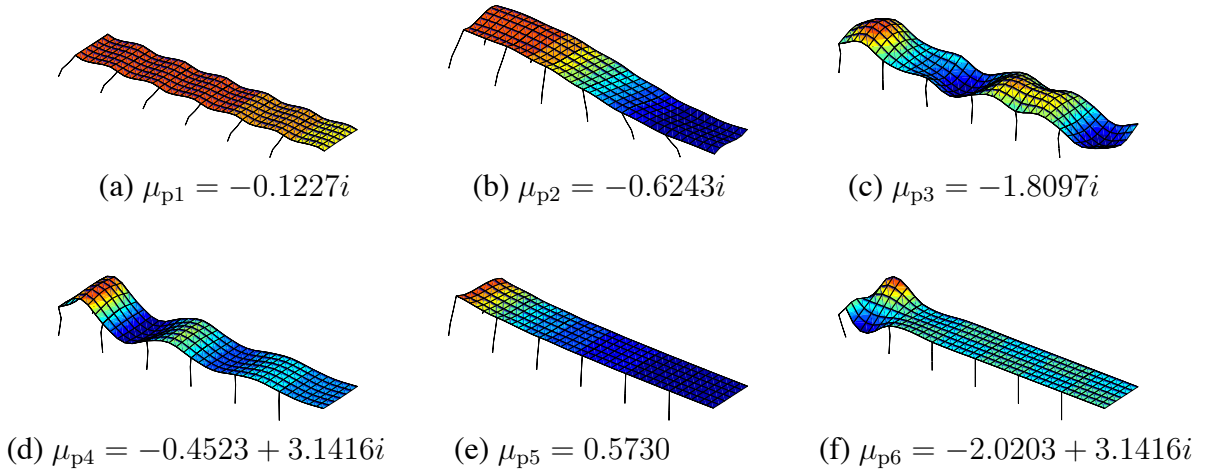 (a) μp1 = −0.1227i
(b) μp2 = −0.6243i
(c) μp3 = −1.8097i
(d) μp4 = −0.4523 + 3.1416i
(e) μp5 = 0.5730
(f) μp6 = −2.0203 + 3.1416i